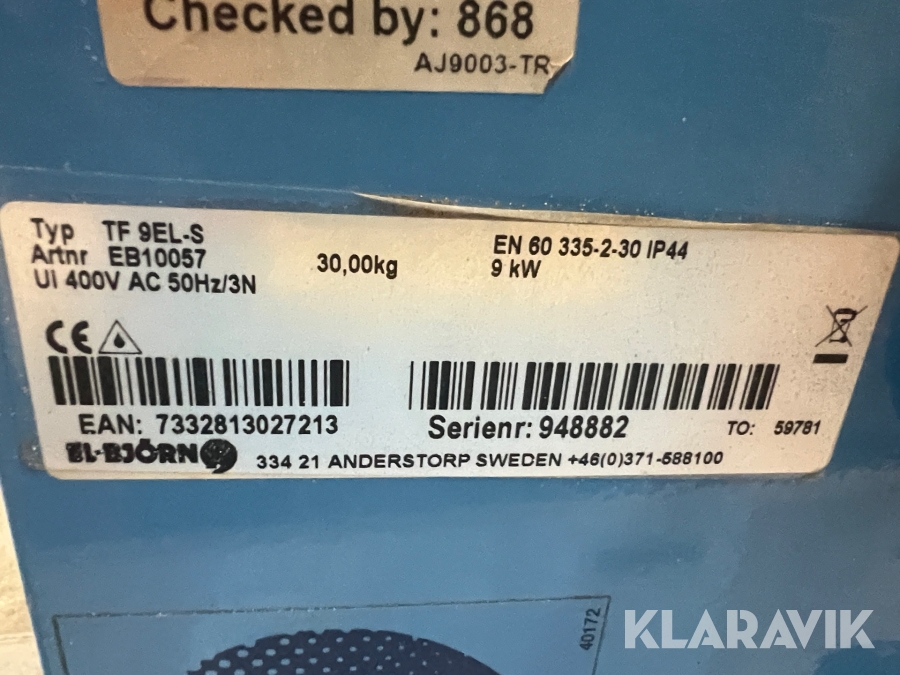 Checked by: 868
AJ9003-TR
Typ TF 9EL-S
Artnr EB10057
UI 400V AC 50Hz/3N
30,00kg
EN 60 335-2-30 IP44
9 kW
CE
EAN: 7332813027213
Serienr: 948882
TO: 59781
EL-BJÖRN
334 21 ANDERSTORP SWEDEN +46(0)371-588100
40172
KLARAVIK